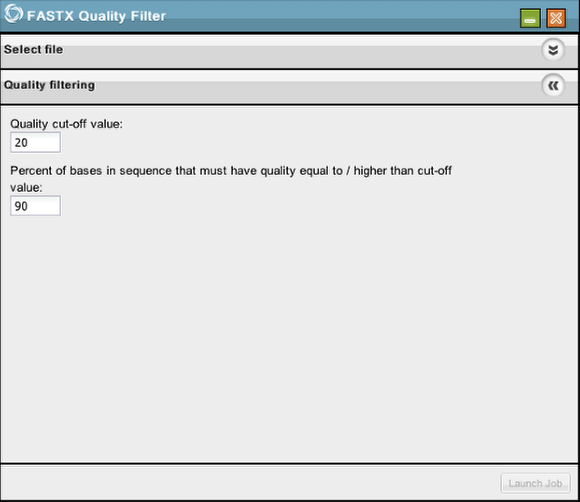 FASTX Quality Filter
Select file
Quality filtering
Quality cut-off value:
20
Percent of bases in sequence that must have quality equal to / higher than cut-off
value:
90
Launch Job